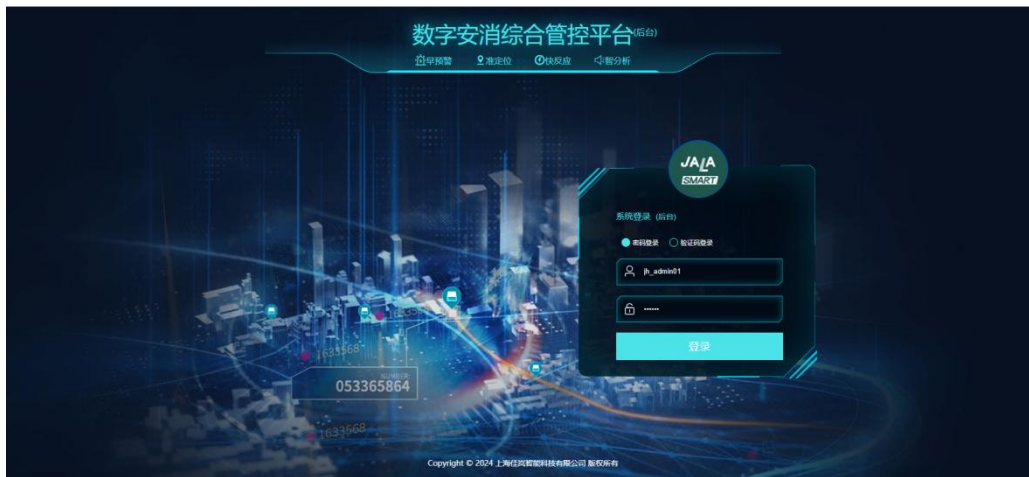 数字安消综合管控平台(后台)
早预警 准定位 快反应 智分析
JALA
SMART
系统登录 (后台)
密码登录 验证码登录
jh_admin01
••••••
登录
1633568
NUMBER:
053365864
1633568
Copyright © 2024 上海佳岚智能科技有限公司 版权所有